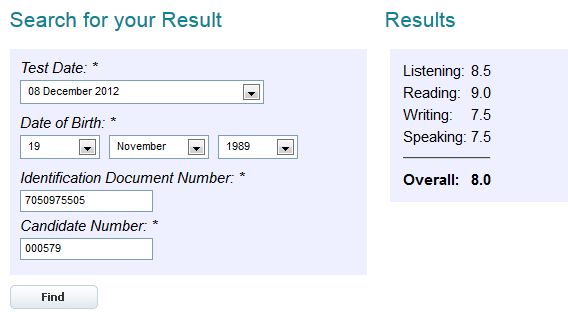 Search for your Result
Test Date: *
08 December 2012
Date of Birth: *
19 November 1989
Identification Document Number: *
7050975505
Candidate Number: *
000579
Find
Results
Listening: 8.5
Reading: 9.0
Writing: 7.5
Speaking: 7.5
Overall: 8.0